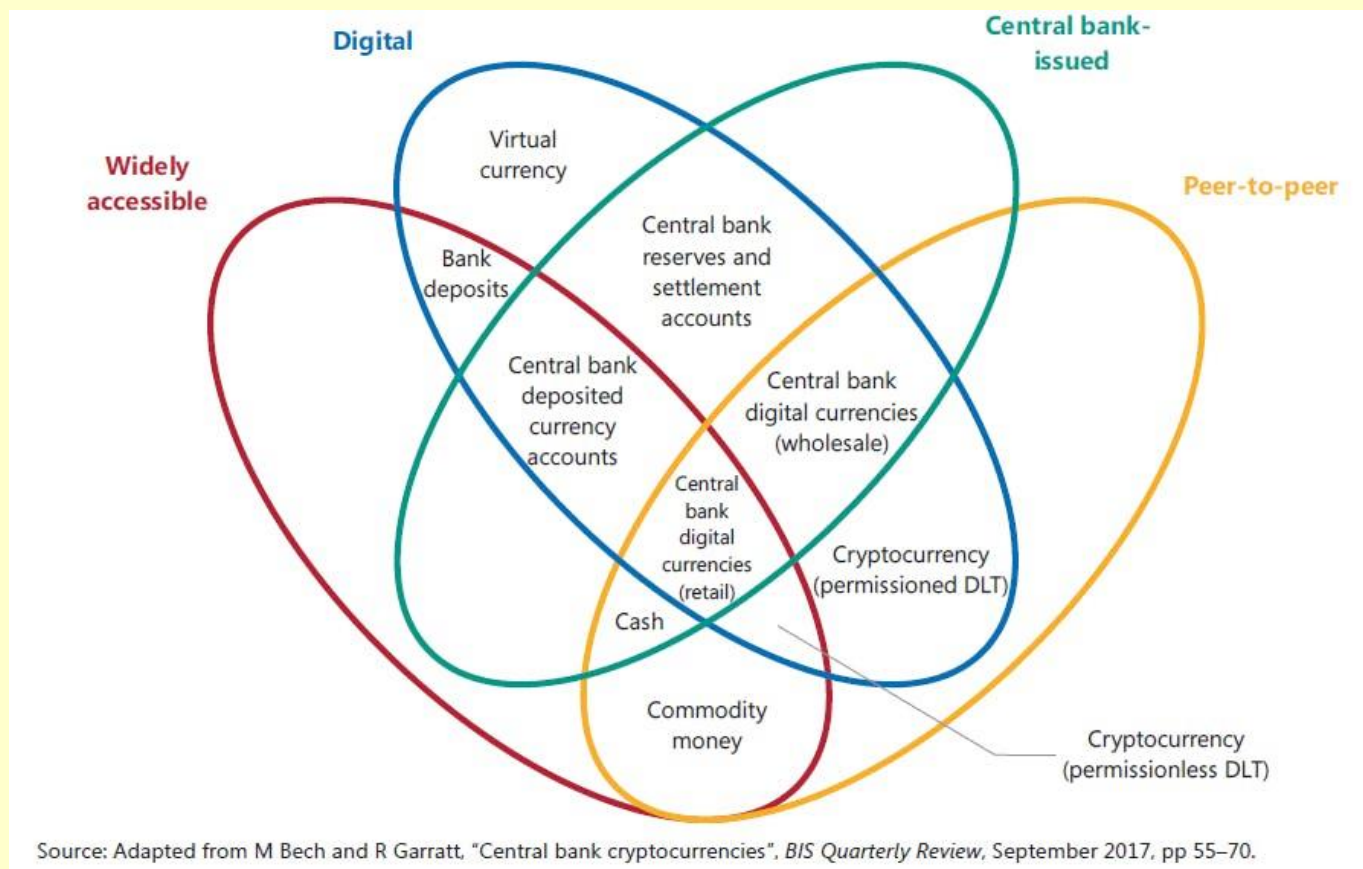 Digital
Central bank-
issued
Widely
accessible
Peer-to-peer
Virtual
currency
Bank
deposits
Central bank
reserves and
settlement
accounts
Central bank
deposited
currency
accounts
Central bank
digital currencies
(wholesale)
Central
bank
digital
currencies
(retail)
Cryptocurrency
(permissioned DLT)
Cash
Commodity
money
Cryptocurrency
(permissionless DLT)
Source: Adapted from M Bech and R Garratt, “Central bank cryptocurrencies”, BIS Quarterly Review, September 2017, pp 55–70.